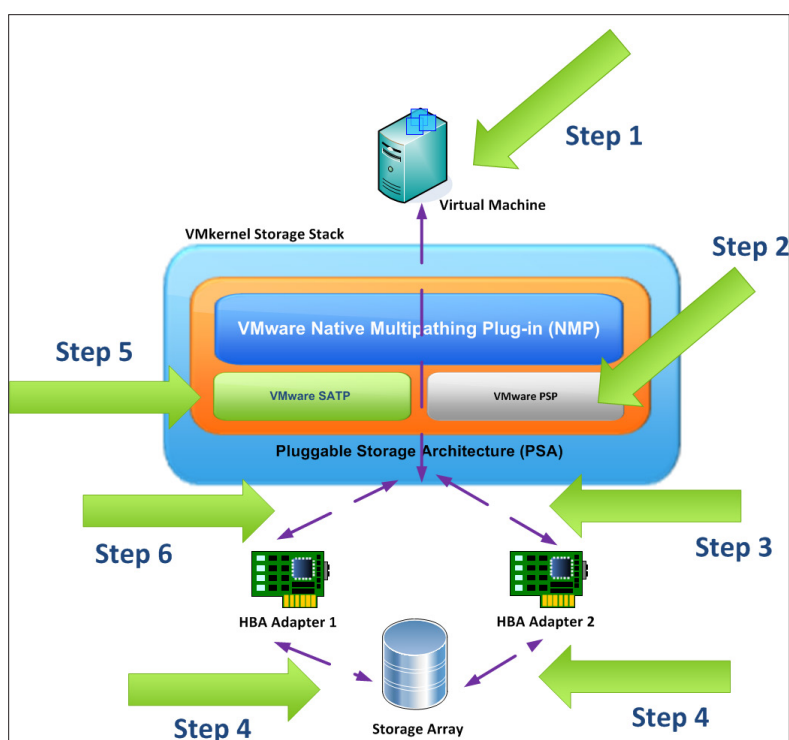 Step 1
Virtual Machine
VMkernel Storage Stack
Step 2
VMware Native Multipathing Plug-in (NMP)
Step 5
VMware SATP
VMware PSP
Pluggable Storage Architecture (PSA)
Step 6
Step 3
HBA Adapter 1
HBA Adapter 2
Step 4
Step 4
Storage Array